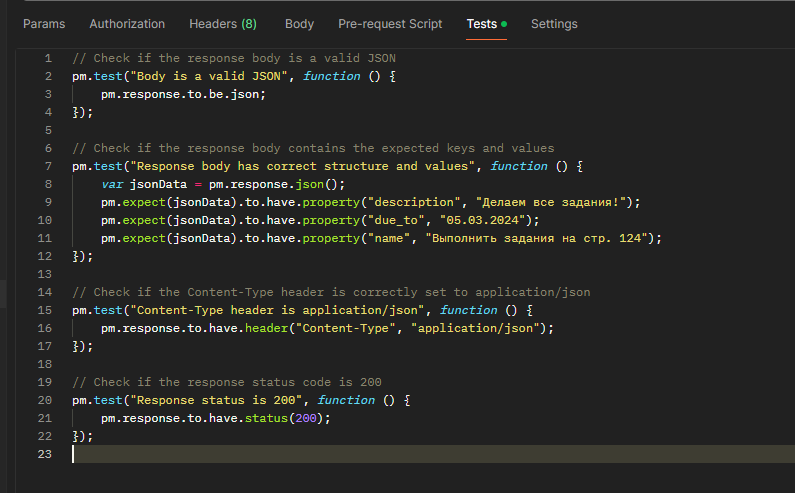 Params Authorization Headers (8) Body Pre-request Script Tests Settings
1 // Check if the response body is a valid JSON
2 pm.test("Body is a valid JSON", function () {
3 pm.response.to.be.json;
4 });
5
6 // Check if the response body contains the expected keys and values
7 pm.test("Response body has correct structure and values", function () {
8 var jsonData = pm.response.json();
9 pm.expect(jsonData).to.have.property("description", "Делаем все задания!");
10 pm.expect(jsonData).to.have.property("due_to", "05.03.2024");
11 pm.expect(jsonData).to.have.property("name", "Выполнить задания на стр. 124");
12 });
13
14 // Check if the Content-Type header is correctly set to application/json
15 pm.test("Content-Type header is application/json", function () {
16 pm.response.to.have.header("Content-Type", "application/json");
17 });
18
19 // Check if the response status code is 200
20 pm.test("Response status is 200", function () {
21 pm.response.to.have.status(200);
22 });
23